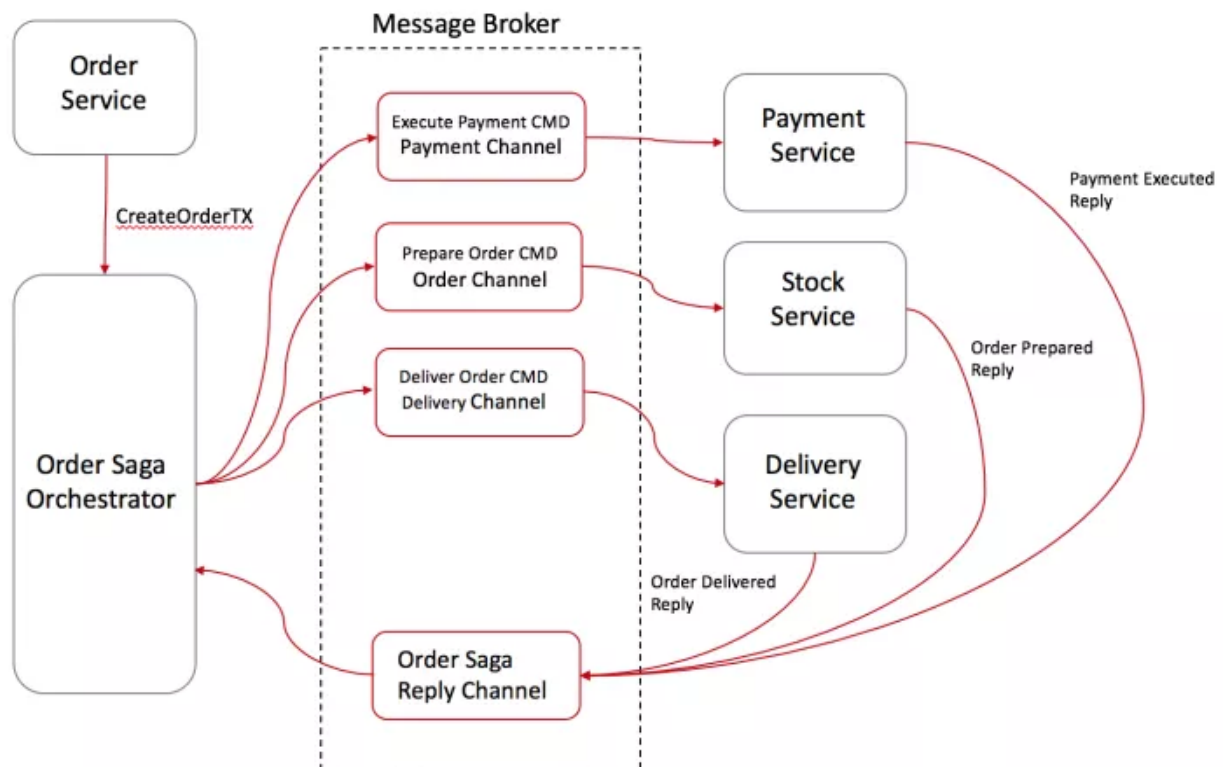 Message Broker
Order
Service
Execute Payment CMD
Payment Channel
Payment
Service
Payment Executed
Reply
CreateOrderTX
Prepare Order CMD
Order Channel
Stock
Service
Order Prepared
Reply
Deliver Order CMD
Delivery Channel
Order Saga
Orchestrator
Delivery
Service
Order Delivered
Reply
Order Saga
Reply Channel